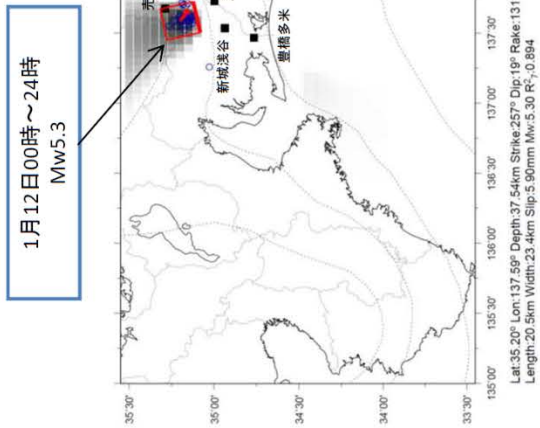 1月12日00時～24時
Mw5.3
新城浅谷
豊橋多米
35°30'
35°00'
34°30'
34°00'
33°30'
135°00'
135°30'
136°00'
136°30'
137°00'
137°30'
Lat:35.20° Lon:137.59° Depth:37.54km Strike:257° Dip:19° Rake:131
Length:20.5km Width:23.4km Slip:5.90mm Mw:5.30 R²₇:0.894